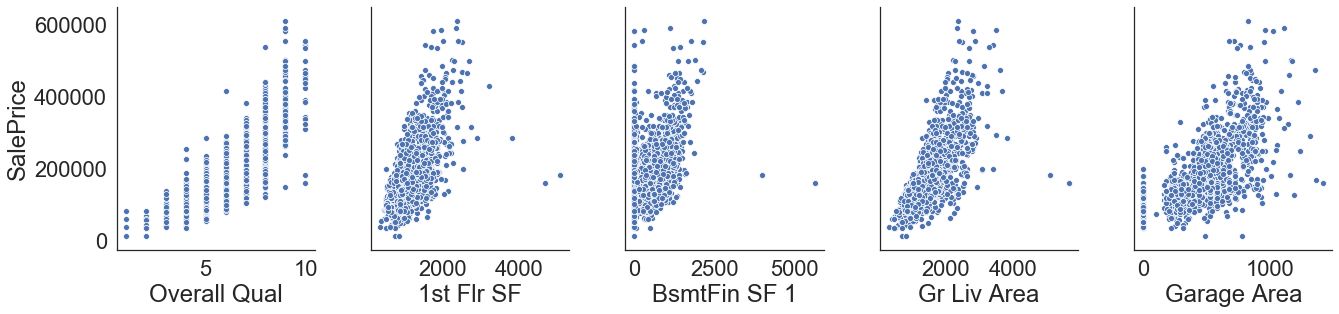 SalePrice
600000
400000
200000
0
5 10
Overall Qual
2000 4000
1st Flr SF
0 2500 5000
BsmtFin SF 1
2000 4000
Gr Liv Area
0 1000
Garage Area